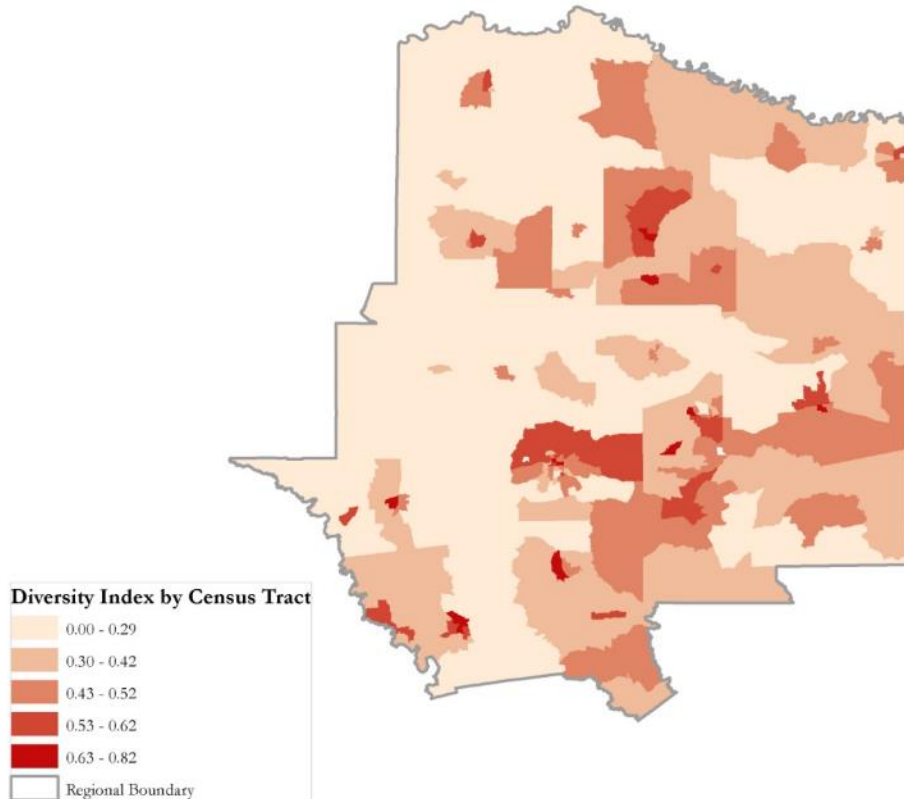 Diversity Index by Census Tract
0.00 - 0.29
0.30 - 0.42
0.43 - 0.52
0.53 - 0.62
0.63 - 0.82
Regional Boundary